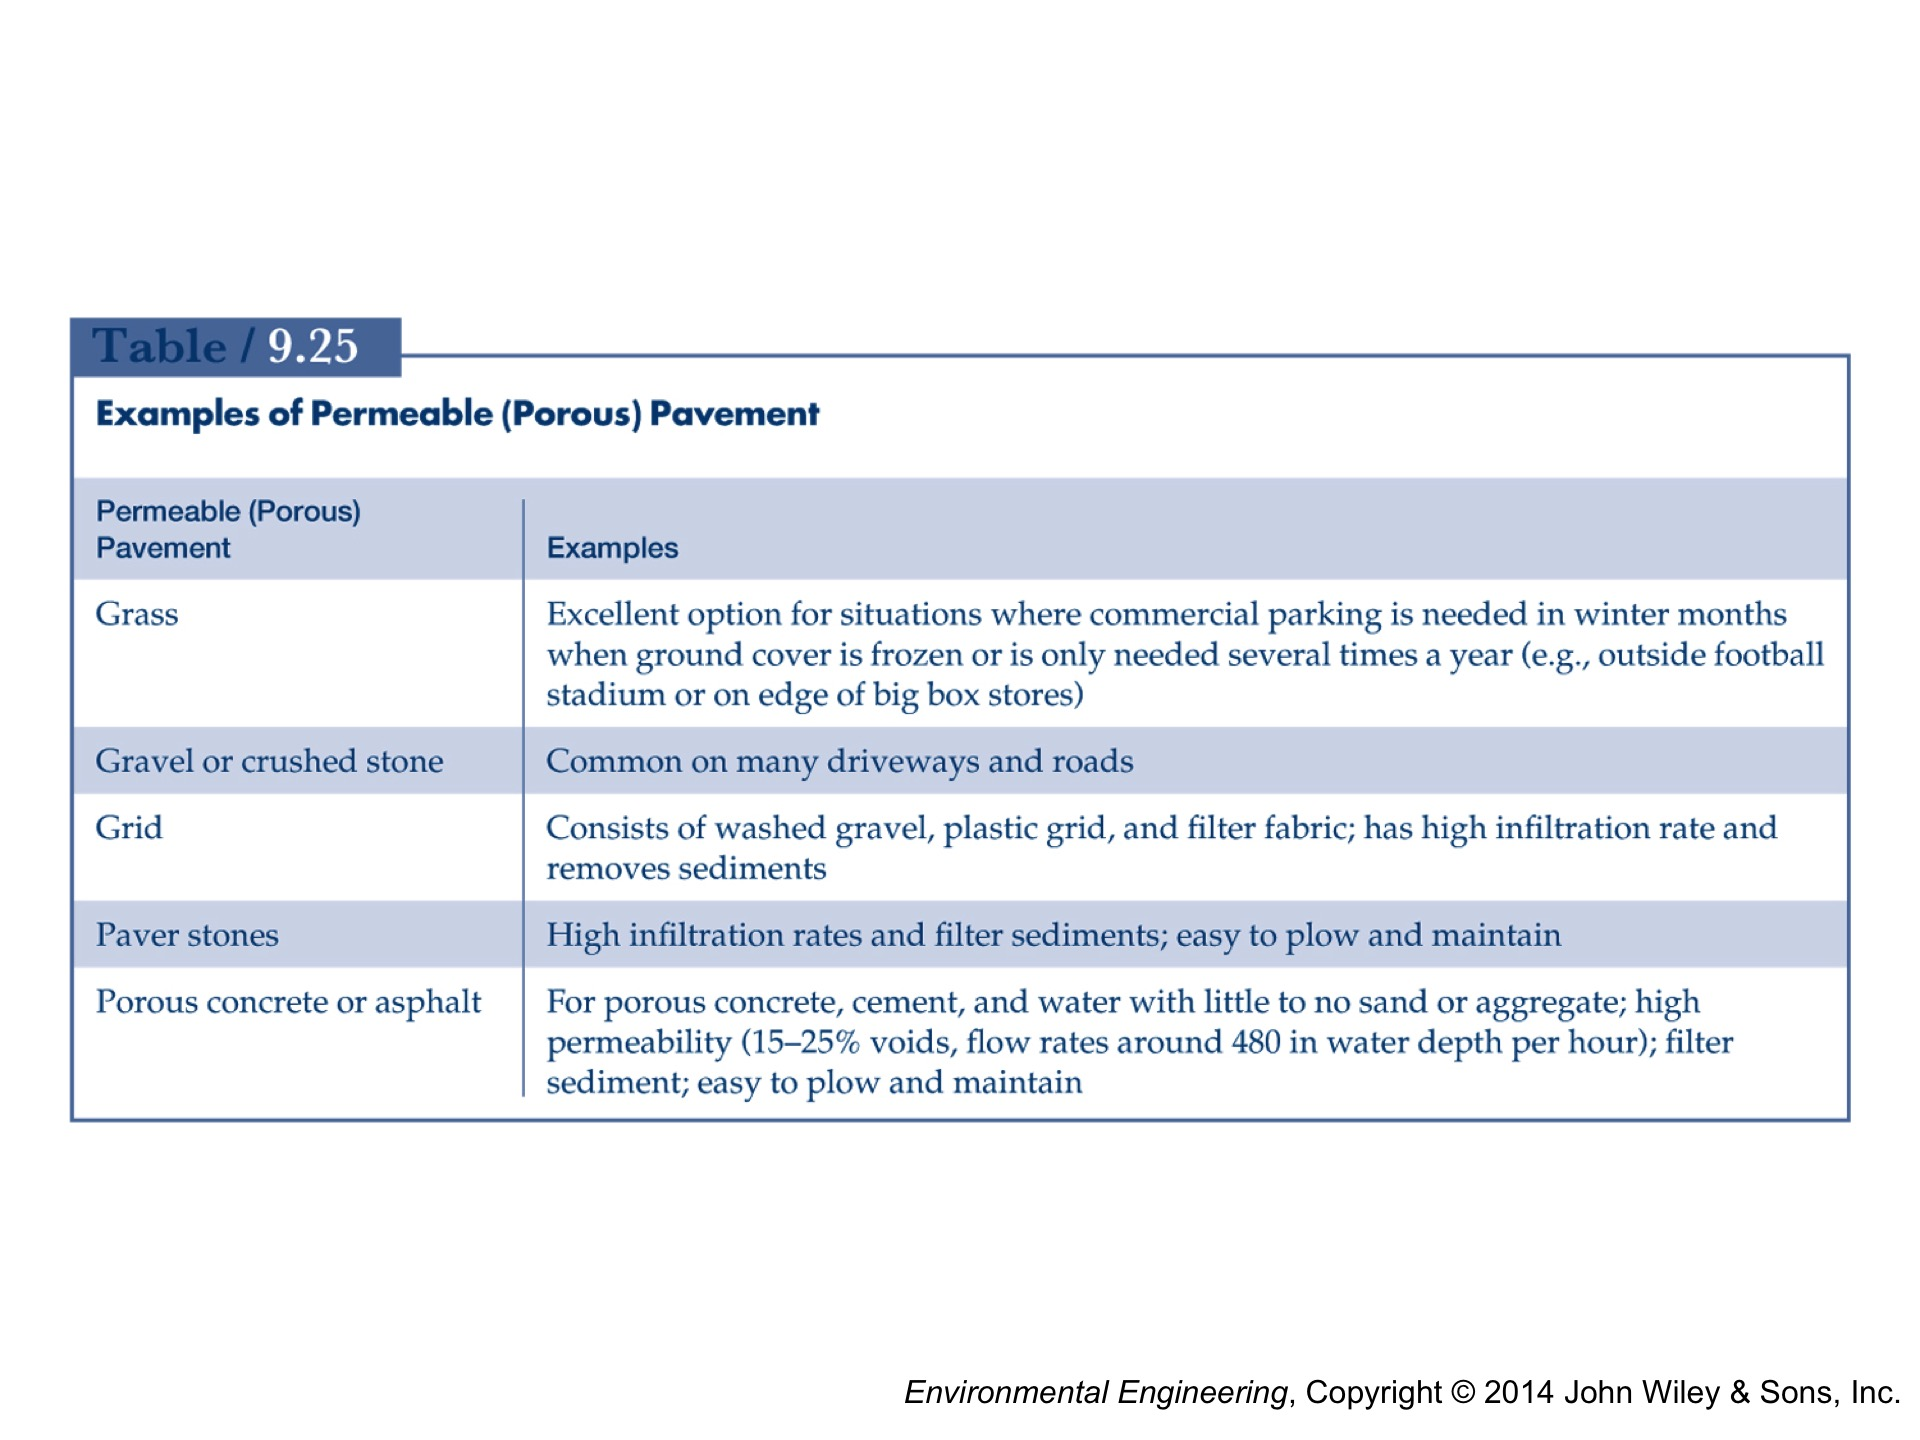 Table / 9.25
Examples of Permeable (Porous) Pavement
Permeable (Porous)
Pavement
Examples
Grass
Excellent option for situations where commercial parking is needed in winter months
when ground cover is frozen or is only needed several times a year (e.g., outside football
stadium or on edge of big box stores)
Gravel or crushed stone
Common on many driveways and roads
Grid
Consists of washed gravel, plastic grid, and filter fabric; has high infiltration rate and
removes sediments
Paver stones
High infiltration rates and filter sediments; easy to plow and maintain
Porous concrete or asphalt
For porous concrete, cement, and water with little to no sand or aggregate; high
permeability (15–25% voids, flow rates around 480 in water depth per hour); filter
sediment; easy to plow and maintain
Environmental Engineering, Copyright © 2014 John Wiley & Sons, Inc.